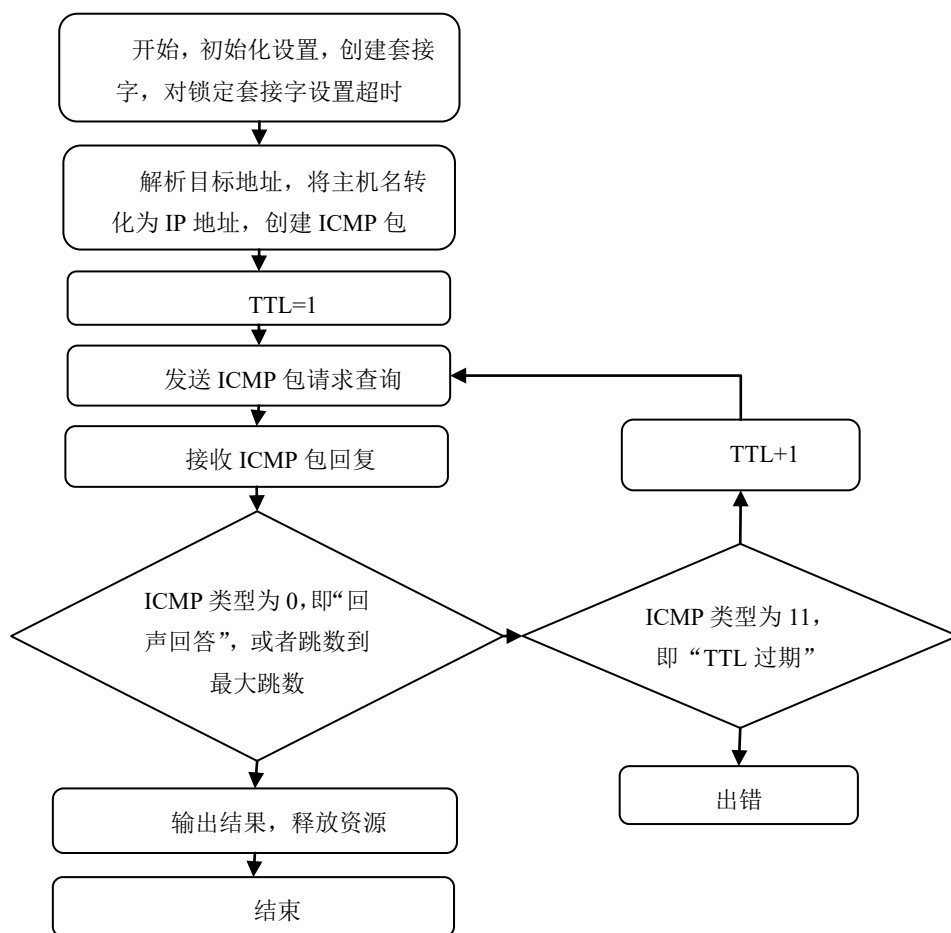 开始，初始化设置，创建套接
字，对锁定套接字设置超时
解析目标地址，将主机名转
化为 IP 地址，创建 ICMP 包
TTL=1
发送 ICMP 包请求查询
接收 ICMP 包回复
TTL+1
ICMP 类型为 0，即“回
声回答”，或者跳数到
最大跳数
ICMP 类型为 11，
即“TTL 过期”
输出结果，释放资源
出错
结束